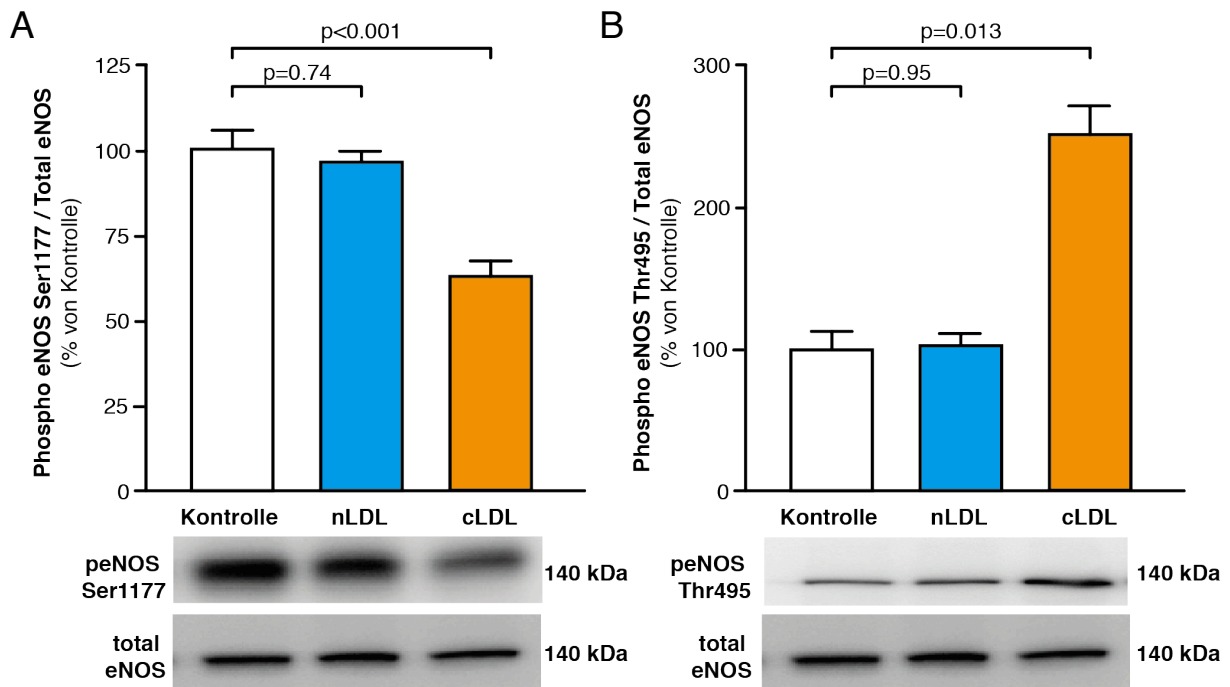 A
p<0.001
p=0.74
Phospho eNOS Ser1177 / Total eNOS
(% von Kontrolle)
125
100
75
50
25
0
Kontrolle nLDL cLDL
peNOS
Ser1177
140 kDa
total
eNOS
140 kDa
B
p=0.013
p=0.95
Phospho eNOS Thr495 / Total eNOS
(% von Kontrolle)
300
200
100
0
Kontrolle nLDL cLDL
peNOS
Thr495
140 kDa
total
eNOS
140 kDa